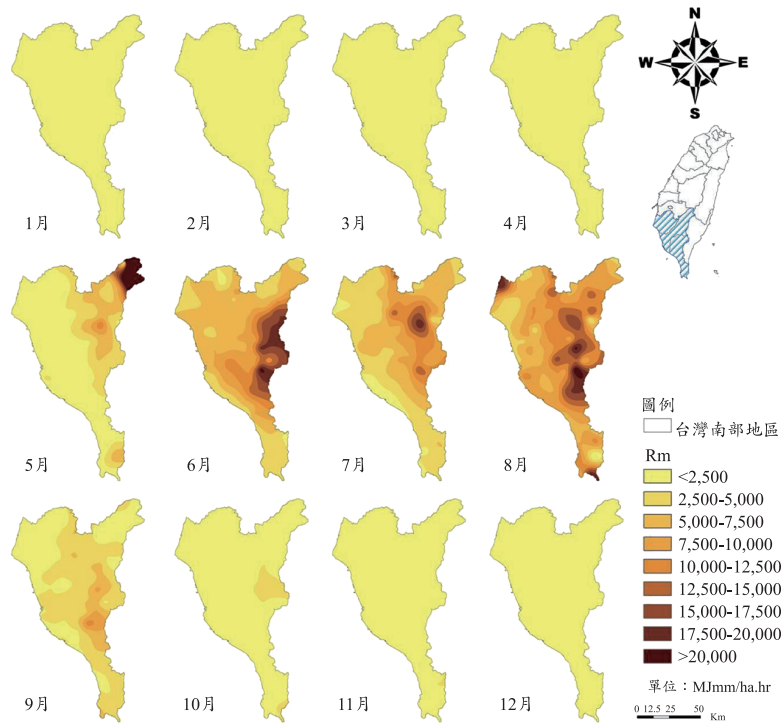 N
W
E
S
1月
2月
3月
4月
5月
6月
7月
8月
9月
10月
11月
12月
圖例
台灣南部地區
Rm
<2,500
2,500-5,000
5,000-7,500
7,500-10,000
10,000-12,500
12,500-15,000
15,000-17,500
17,500-20,000
>20,000
單位：MJmm/ha.hr
0 12.5 25 50
Km